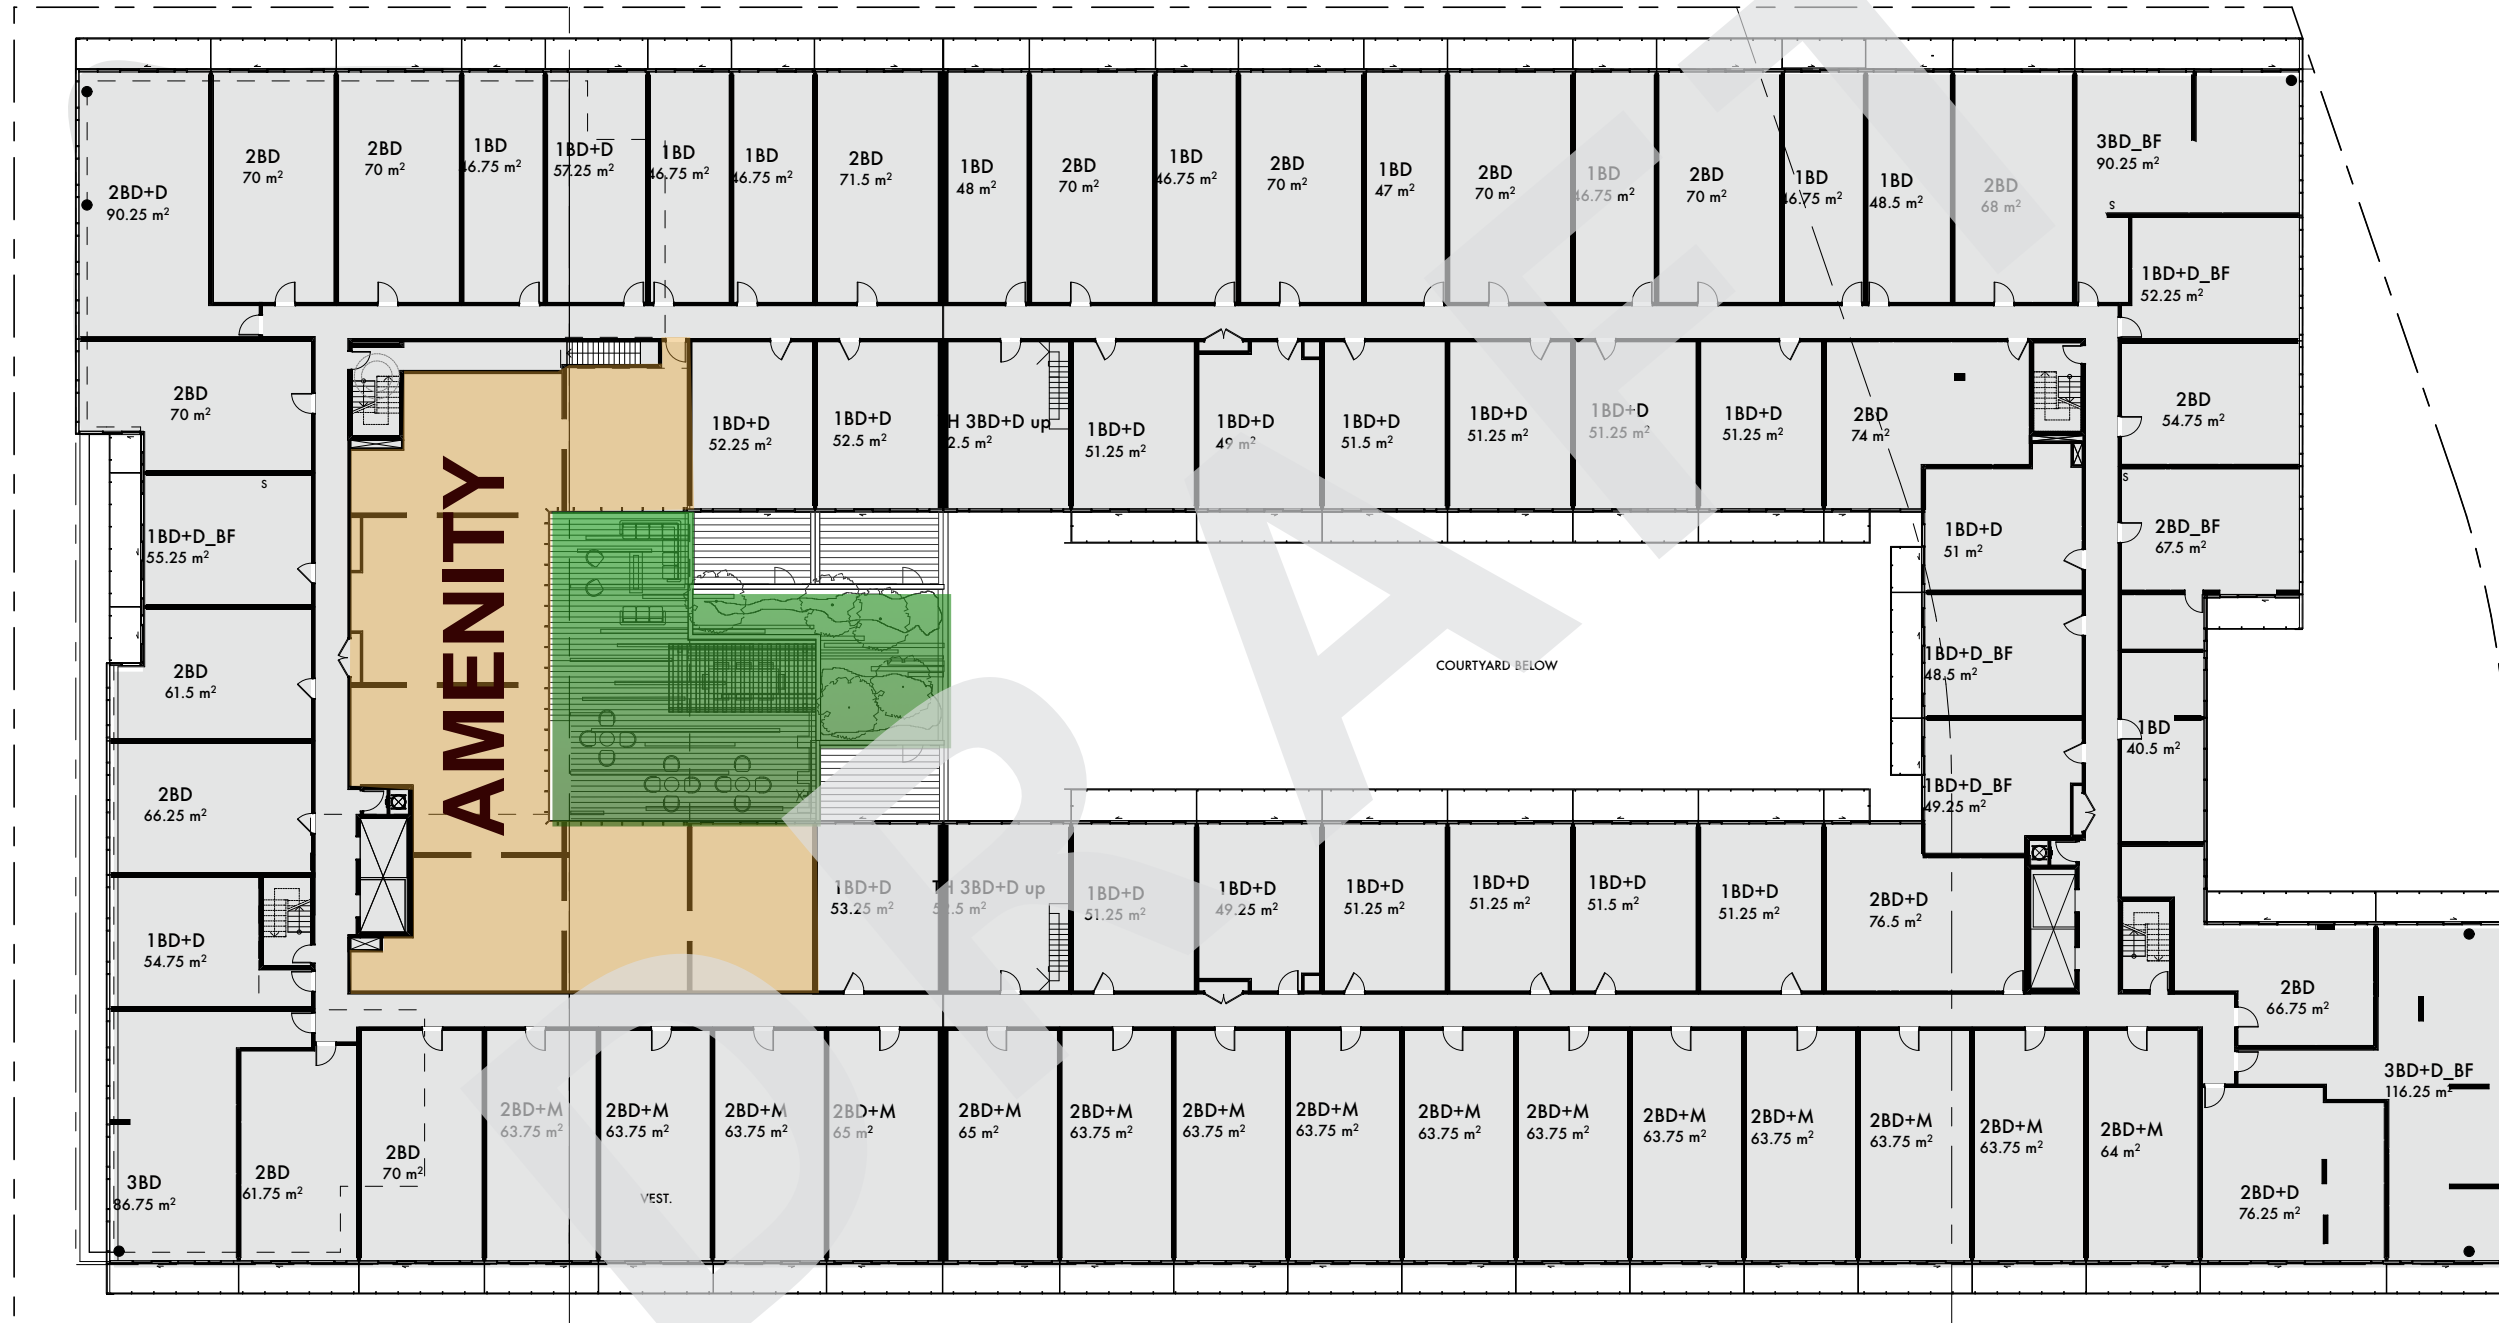 2BD+D
90.25 m²
2BD
70 m²
2BD
70 m²
1BD
46.75 m²
1BD+D
57.25 m²
1BD
46.75 m²
1BD
46.75 m²
2BD
71.5 m²
1BD
48 m²
2BD
70 m²
1BD
46.75 m²
2BD
70 m²
1BD
47 m²
2BD
70 m²
1BD
46.75 m²
2BD
70 m²
1BD
46.75 m²
1BD
48.5 m²
2BD
68 m²
3BD_BF
90.25 m²
S
1BD+D_BF
52.25 m²
2BD
70 m²
1BD+D
52.25 m²
1BD+D
52.5 m²
H 3BD+D up
2.5 m²
1BD+D
51.25 m²
1BD+D
49 m²
1BD+D
51.5 m²
1BD+D
51.25 m²
1BD+D
51.25 m²
1BD+D
51.25 m²
2BD
74 m²
2BD
54.75 m²
S
1BD+D_BF
55.25 m²
AMENITY
1BD+D
51 m²
S
2BD_BF
67.5 m²
2BD
61.5 m²
COURTYARD BELOW
1BD+D_BF
48.5 m²
1BD
40.5 m²
2BD
66.25 m²
1BD+D_BF
49.25 m²
1BD+D
54.75 m²
1BD+D
53.25 m²
TH 3BD+D up
52.5 m²
1BD+D
51.25 m²
1BD+D
49.25 m²
1BD+D
51.25 m²
1BD+D
51.25 m²
1BD+D
51.5 m²
1BD+D
51.25 m²
2BD+D
76.5 m²
2BD
66.75 m²
3BD+D_BF
116.25 m²
3BD
86.75 m²
2BD
61.75 m²
2BD
70 m²
2BD+M
63.75 m²
2BD+M
63.75 m²
VEST.
2BD+M
63.75 m²
2BD+M
65 m²
2BD+M
65 m²
2BD+M
63.75 m²
2BD+M
63.75 m²
2BD+M
63.75 m²
2BD+M
63.75 m²
2BD+M
63.75 m²
2BD+M
63.75 m²
2BD+M
63.75 m²
2BD+M
63.75 m²
2BD+M
63.75 m²
2BD+M
64 m²
2BD+D
76.25 m²
DRAFT